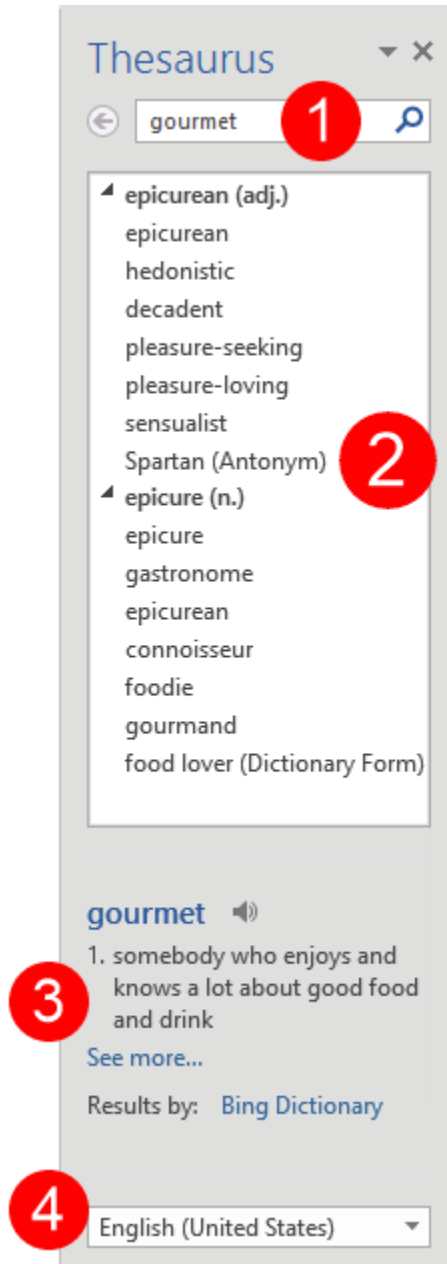 Thesaurus
gourmet 1
epicurean (adj.)
epicurean
hedonistic
decadent
pleasure-seeking
pleasure-loving
sensualist
Spartan (Antonym) 2
epicure (n.)
epicure
gastronome
epicurean
connoisseur
foodie
gourmand
food lover (Dictionary Form)
gourmet
1. somebody who enjoys and
3 knows a lot about good food
and drink
See more...
Results by: Bing Dictionary
4 English (United States)